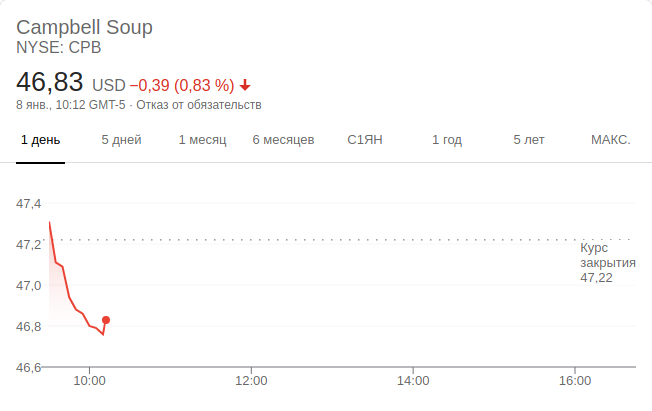 Campbell Soup
NYSE: CPB
46,83 USD −0,39 (0,83 %)
8 янв., 10:12 GMT-5 · Отказ от обязательств
1 день 5 дней 1 месяц 6 месяцев С1ЯН 1 год 5 лет МАКС.
47,4
47,2
Курс
закрытия
47,22
47,0
46,8
46,6
10:00 12:00 14:00 16:00